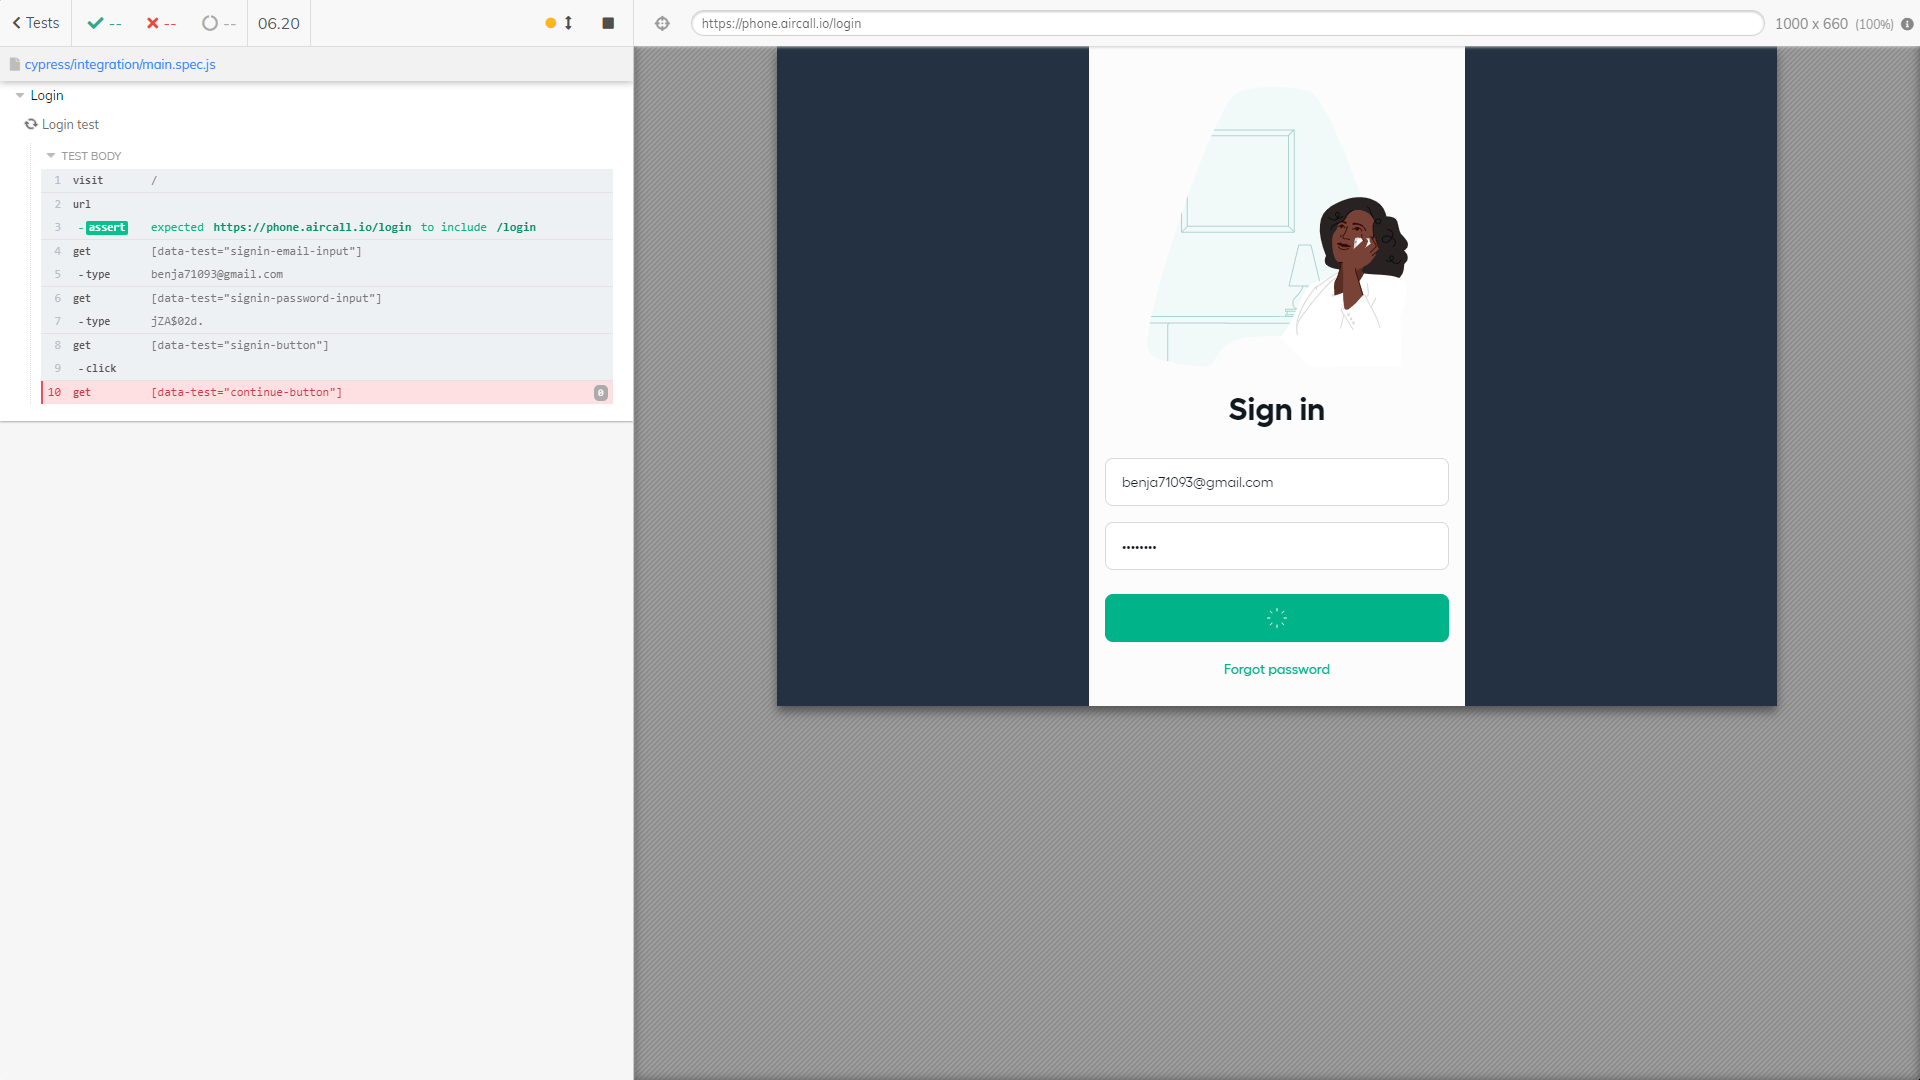 Tests -- -- -- 06.20
https://phone.aircall.io/login 1000 x 660 (100%)
cypress/integration/main.spec.js
Login
Login test
TEST BODY
1 visit /
2 url
3 -assert expected https://phone.aircall.io/login to include /login
4 get [data-test="signin-email-input"]
5 -type benja71093@gmail.com
6 get [data-test="signin-password-input"]
7 -type jZA$02d.
8 get [data-test="signin-button"]
9 -click
10 get [data-test="continue-button"] 0
Sign in
benja71093@gmail.com
••••••••
Forgot password